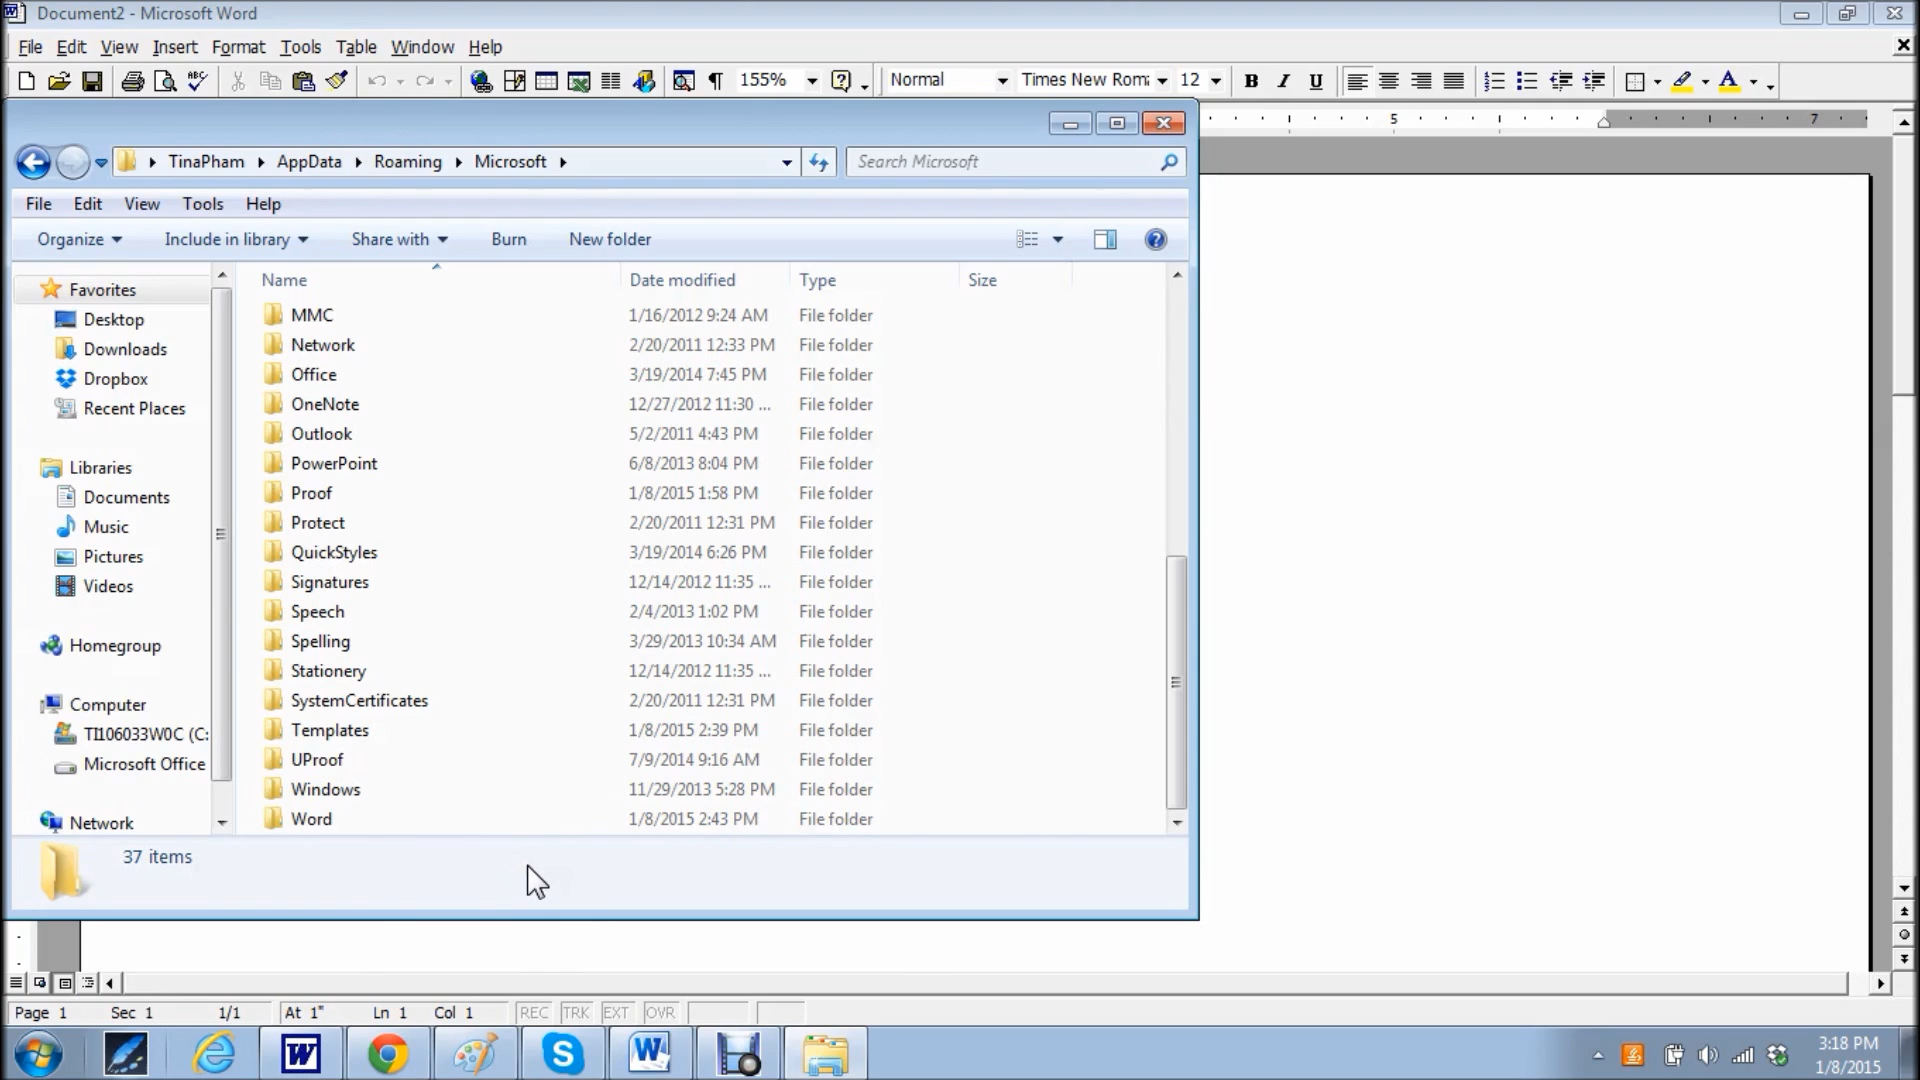 Document2 - Microsoft Word
File Edit View Insert Format Tools Table Window Help
ABC 155% Normal Times New Roma 12 B I U A
5 7
TinaPham AppData Roaming Microsoft Search Microsoft
File Edit View Tools Help
Organize Include in library Share with Burn New folder
Name Date modified Type Size
Favorites
Desktop
Downloads
Dropbox
Recent Places
Libraries
Documents
Music
Pictures
Videos
Homegroup
Computer
TI106033W0C (C:
Microsoft Office
Network
MMC 1/16/2012 9:24 AM File folder
Network 2/20/2011 12:33 PM File folder
Office 3/19/2014 7:45 PM File folder
OneNote 12/27/2012 11:30 ... File folder
Outlook 5/2/2011 4:43 PM File folder
PowerPoint 6/8/2013 8:04 PM File folder
Proof 1/8/2015 1:58 PM File folder
Protect 2/20/2011 12:31 PM File folder
QuickStyles 3/19/2014 6:26 PM File folder
Signatures 12/14/2012 11:35 ... File folder
Speech 2/4/2013 1:02 PM File folder
Spelling 3/29/2013 10:34 AM File folder
Stationery 12/14/2012 11:35 ... File folder
SystemCertificates 2/20/2011 12:31 PM File folder
Templates 1/8/2015 2:39 PM File folder
UProof 7/9/2014 9:16 AM File folder
Windows 11/29/2013 5:28 PM File folder
Word 1/8/2015 2:43 PM File folder
37 items
Page 1 Sec 1 1/1 At 1" Ln 1 Col 1 REC TRK EXT OVR
3:18 PM
1/8/2015